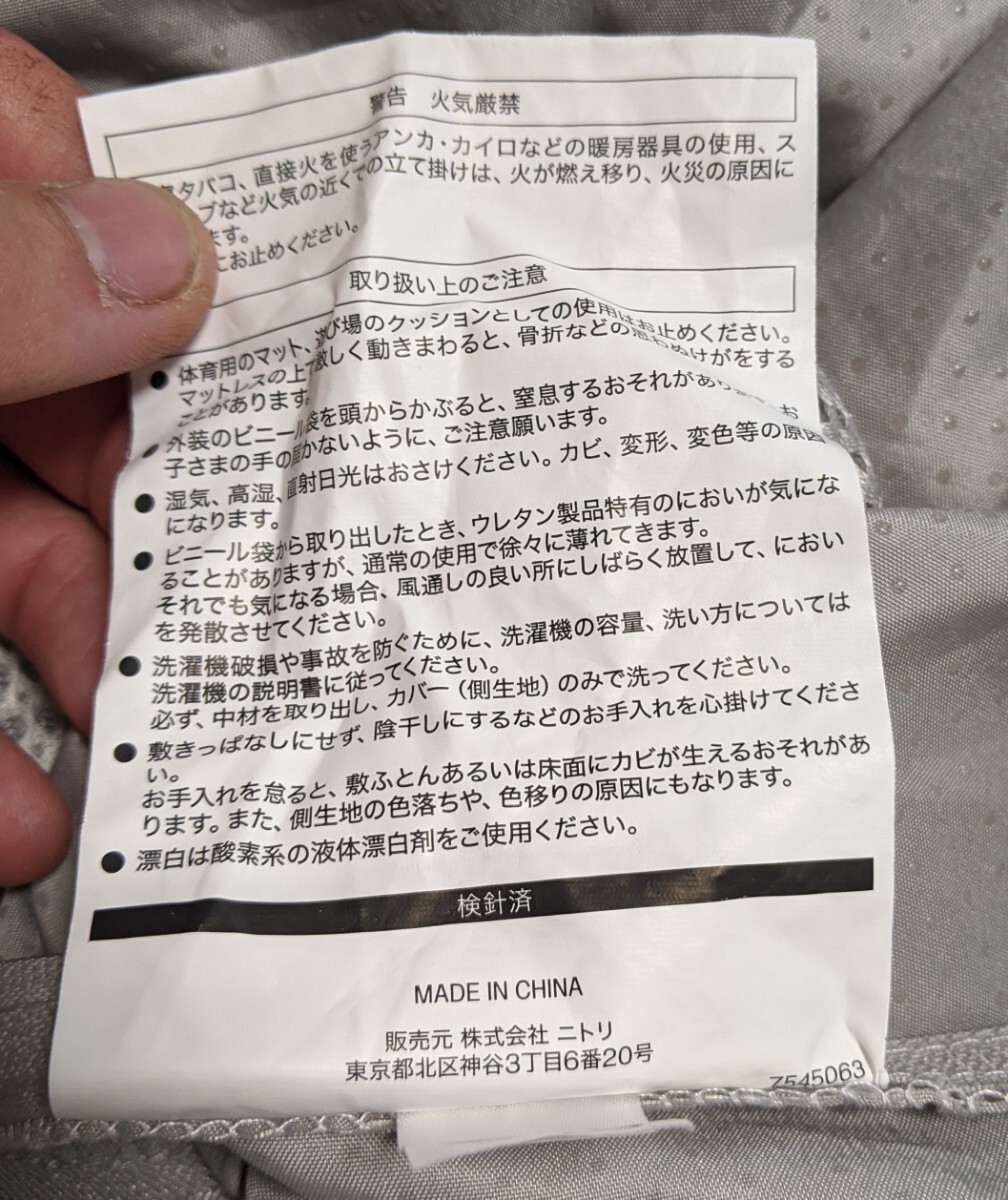 警告 火気厳禁
タバコ、直接火を使うアンカ・カイロなどの暖房器具の使用、ス
ブなど火気の近くでの立て掛けは、火が燃え移り、火災の原因に
ます。
にお止めください。
取り扱い上のご注意
● 体育用のマット、遊び場のクッションとしての使用はお止めください。
マットレスの上で激しく動きまわると、骨折などの思わぬけがをする
ことがあります。
● 外装のビニール袋を頭からかぶると、窒息するおそれがあり お
子さまの手の届かないように、ご注意願います。
● 湿気、高湿、直射日光はおさけください。カビ、変形、変色等の原因
になります。
● ビニール袋から取り出したとき、ウレタン製品特有のにおいが気にな
ることがありますが、通常の使用で徐々に薄れてきます。
それでも気になる場合、風通しの良い所にしばらく放置して、におい
を発散させてください。
● 洗濯機破損や事故を防ぐために、洗濯機の容量、洗い方については
洗濯機の説明書に従ってください。
必ず、中材を取り出し、カバー（側生地）のみで洗ってください。
● 敷きっぱなしにせず、陰干しにするなどのお手入れを心掛けてくださ
い。
お手入れを怠ると、敷ふとんあるいは床面にカビが生えるおそれがあ
ります。また、側生地の色落ちや、色移りの原因にもなります。
● 漂白は酸素系の液体漂白剤をご使用ください。
検針済
MADE IN CHINA
販売元 株式会社 ニトリ
東京都北区神谷3丁目6番20号
7545063